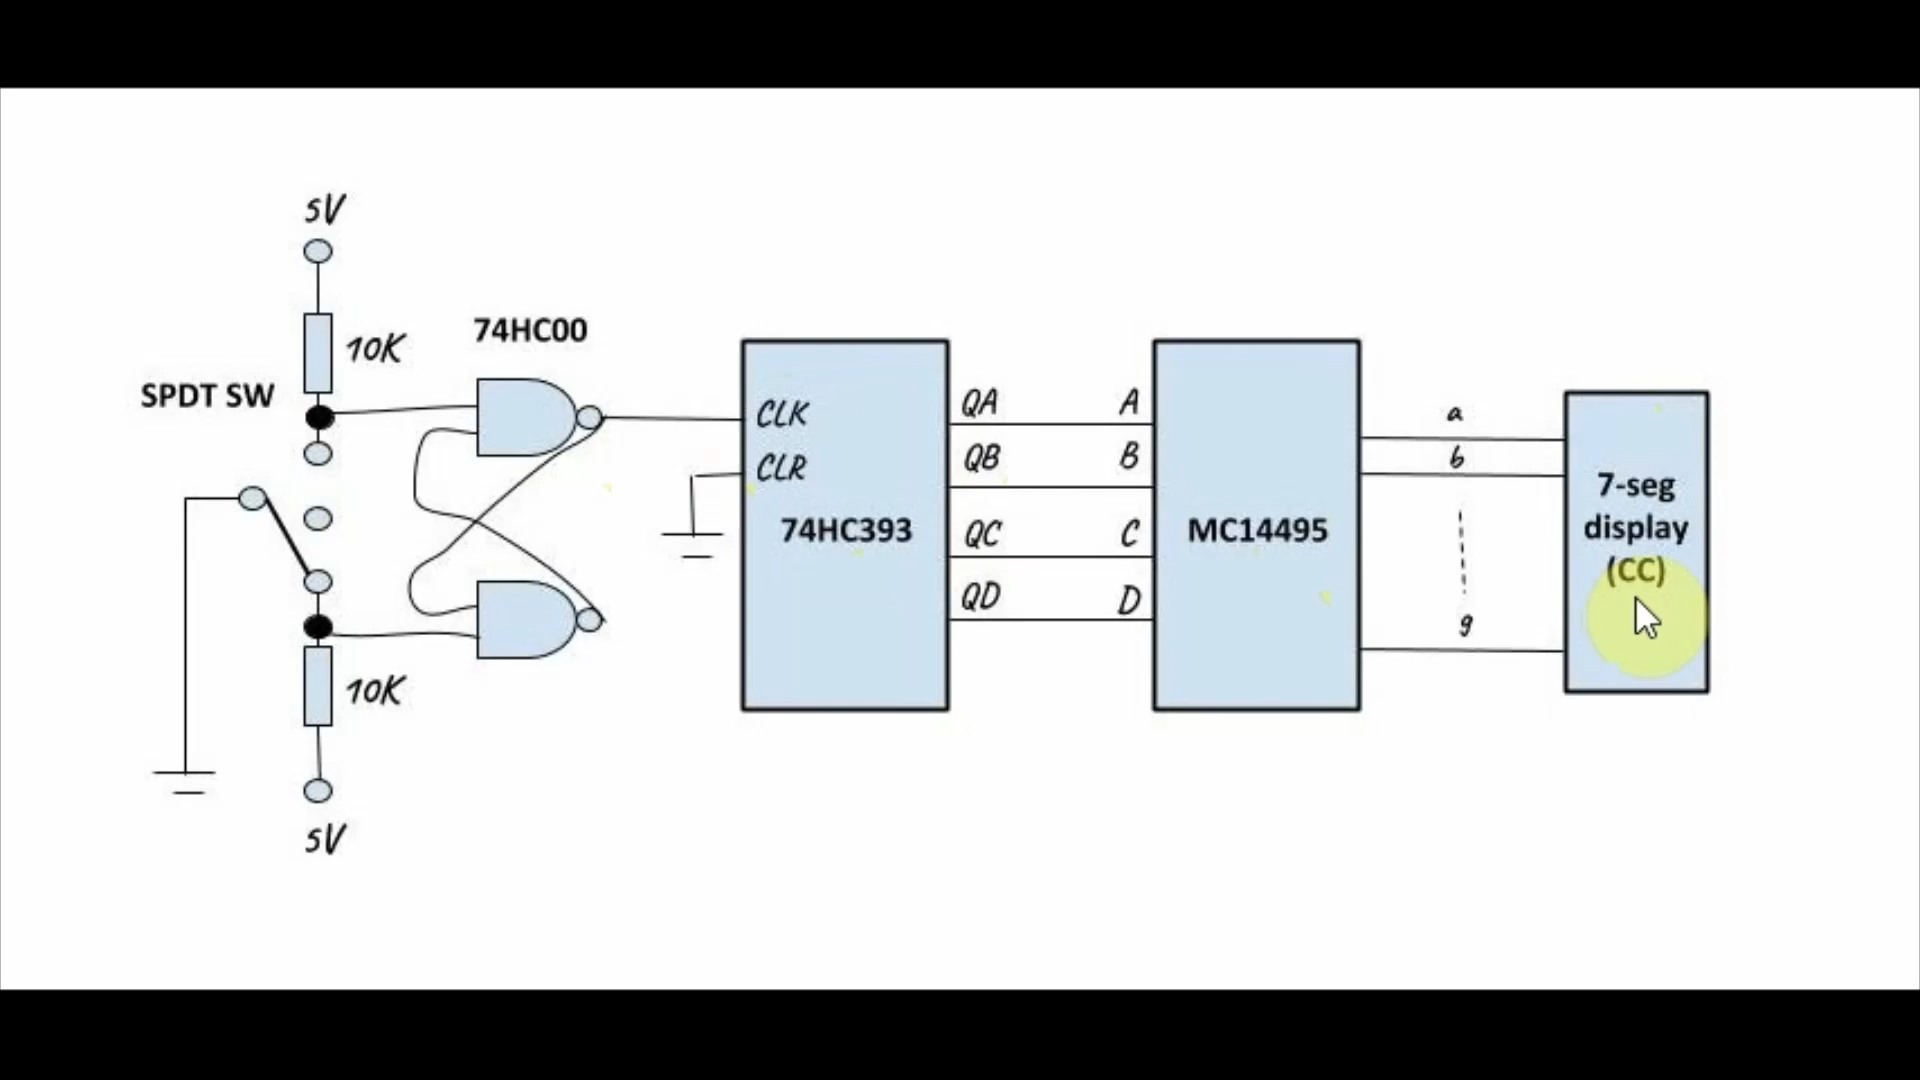 5V
10K
SPDT SW
10K
5V
74HC00
CLK
CLR
74HC393
QA
QB
QC
QD
A
B
C
D
MC14495
a
b
g
7-seg
display
(CC)